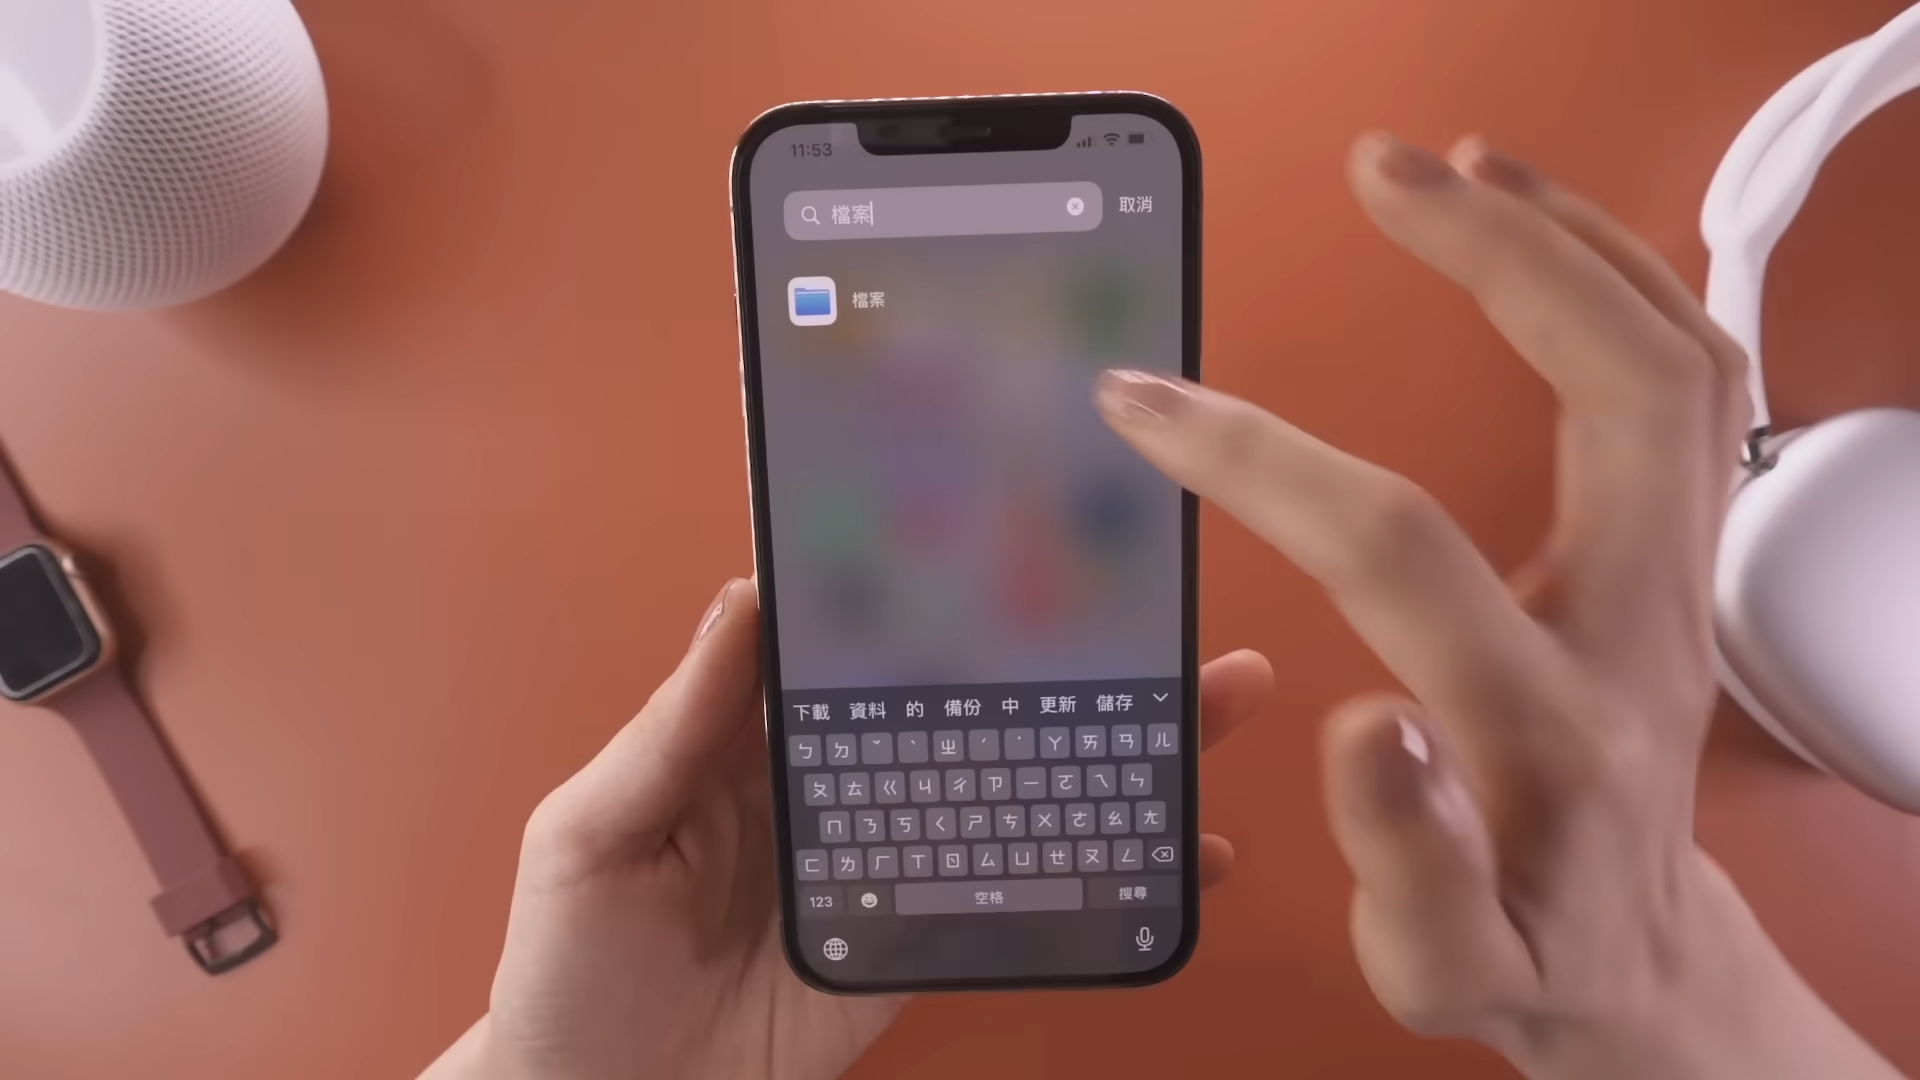 11:53
檔案
取消
檔案
下載 資料 的 備份 中 更新 儲存
ㄅ ㄉ ˇ ˋ ㄓ ˊ ˙ ㄚ ㄞ ㄢ ㄦ
ㄆ ㄊ ㄍ ㄐ ㄔ ㄗ ㄧ ㄛ ㄟ ㄣ
ㄇ ㄋ ㄎ ㄑ ㄕ ㄘ ㄨ ㄜ ㄠ ㄤ
ㄈ ㄌ ㄏ ㄒ ㄖ ㄙ ㄩ ㄝ ㄡ ㄥ
123 空格 搜尋